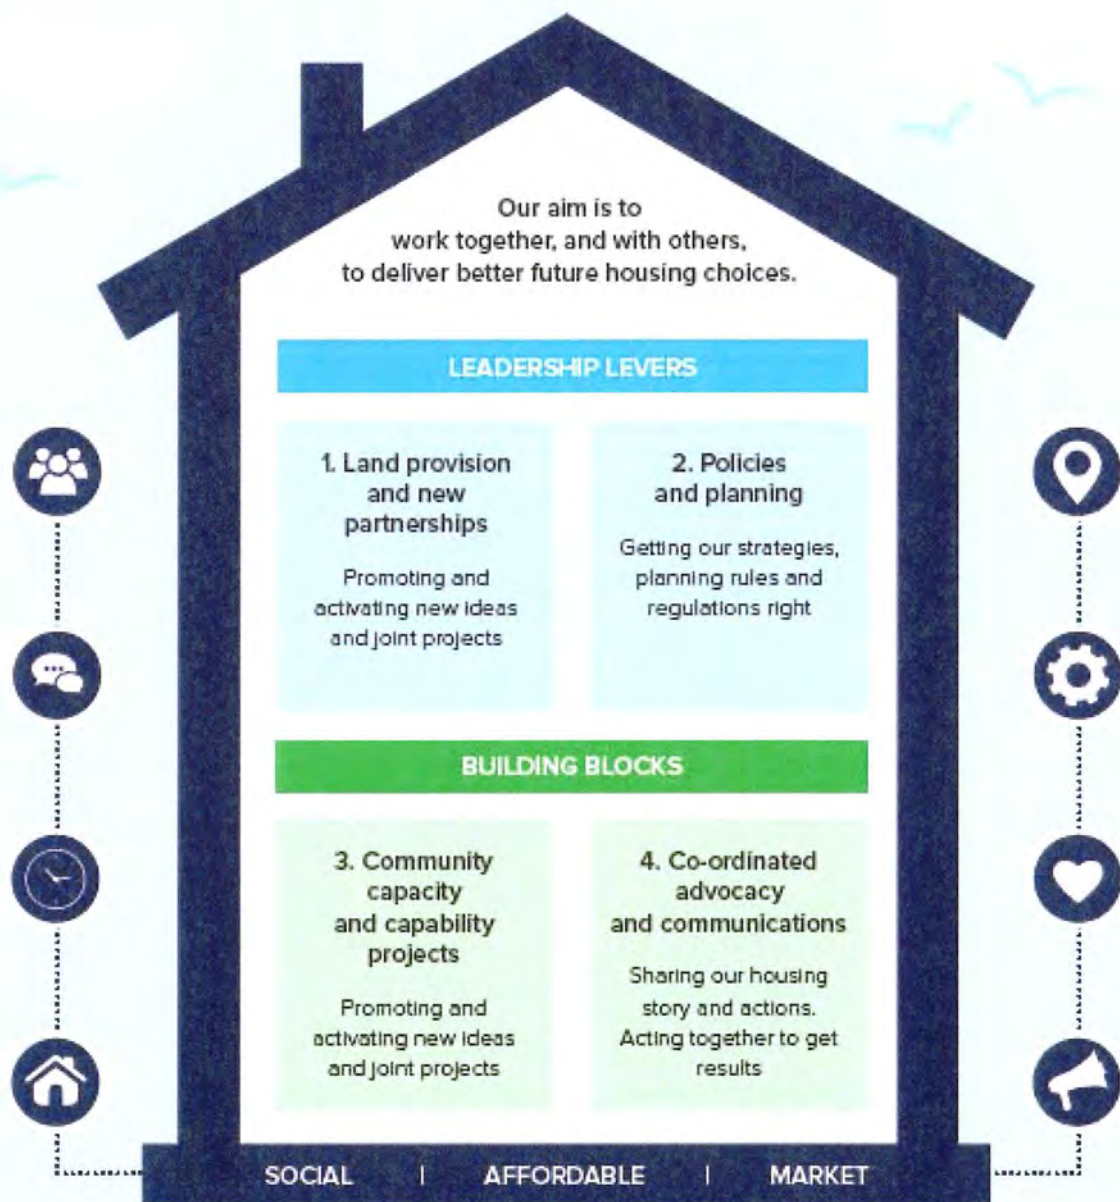 Our aim is to
work together, and with others,
to deliver better future housing choices.
LEADERSHIP LEVERS
1. Land provision
and new
partnerships
Promoting and
activating new ideas
and joint projects
2. Policies
and planning
Getting our strategies,
planning rules and
regulations right
BUILDING BLOCKS
3. Community
capacity
and capability
projects
Promoting and
activating new ideas
and joint projects
4. Co-ordinated
advocacy
and communications
Sharing our housing
story and actions.
Acting together to get
results
SOCIAL | AFFORDABLE | MARKET